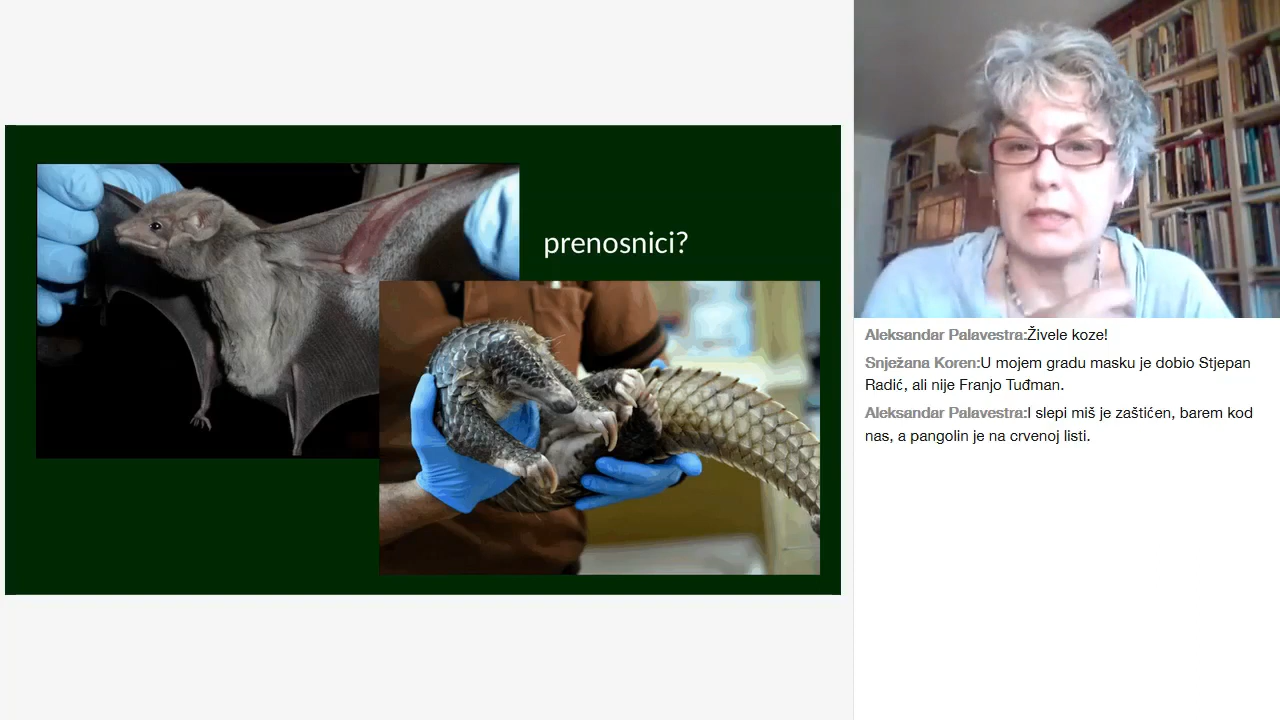 prenosnici?
Aleksandar Palavestra:Živele koze!
Snježana Koren:U mojem gradu masku je dobio Stjepan
Radić, ali nije Franjo Tuđman.
Aleksandar Palavestra:I slepi miš je zaštićen, barem kod
nas, a pangolin je na crvenoj listi.